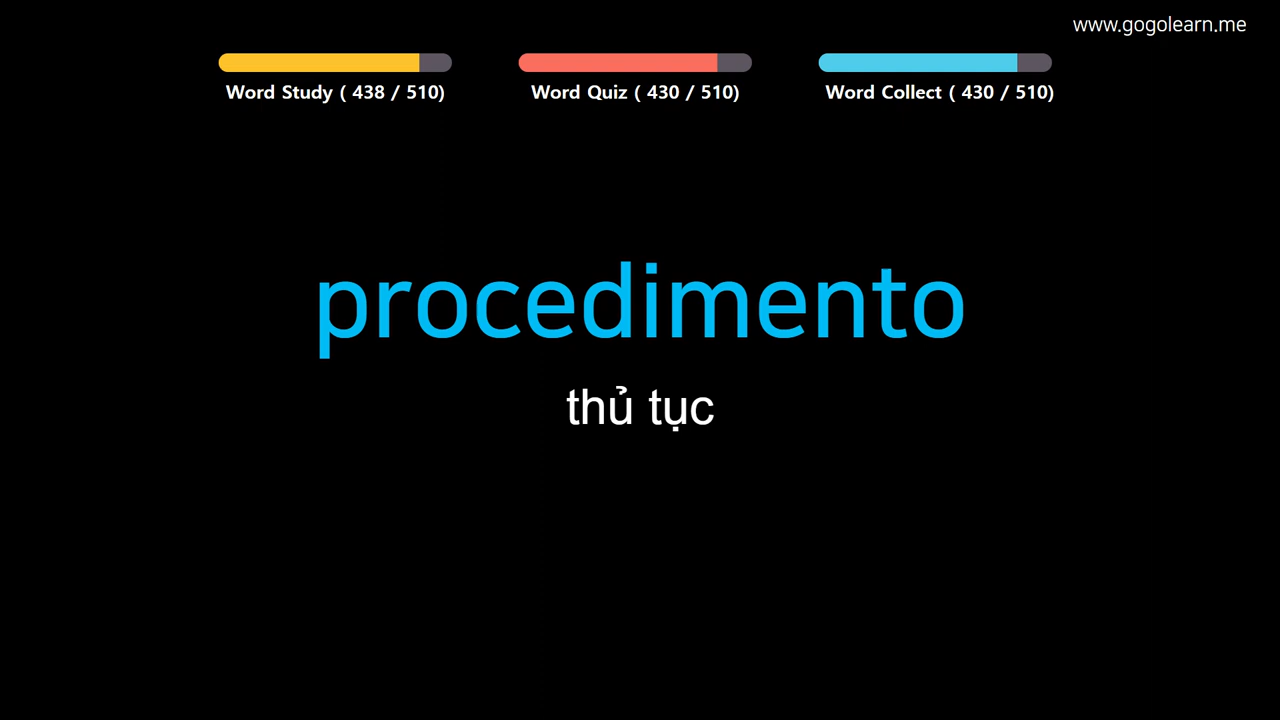 www.gogolearn.me
Word Study ( 438 / 510)
Word Quiz ( 430 / 510)
Word Collect ( 430 / 510)
procedimento
thủ tục